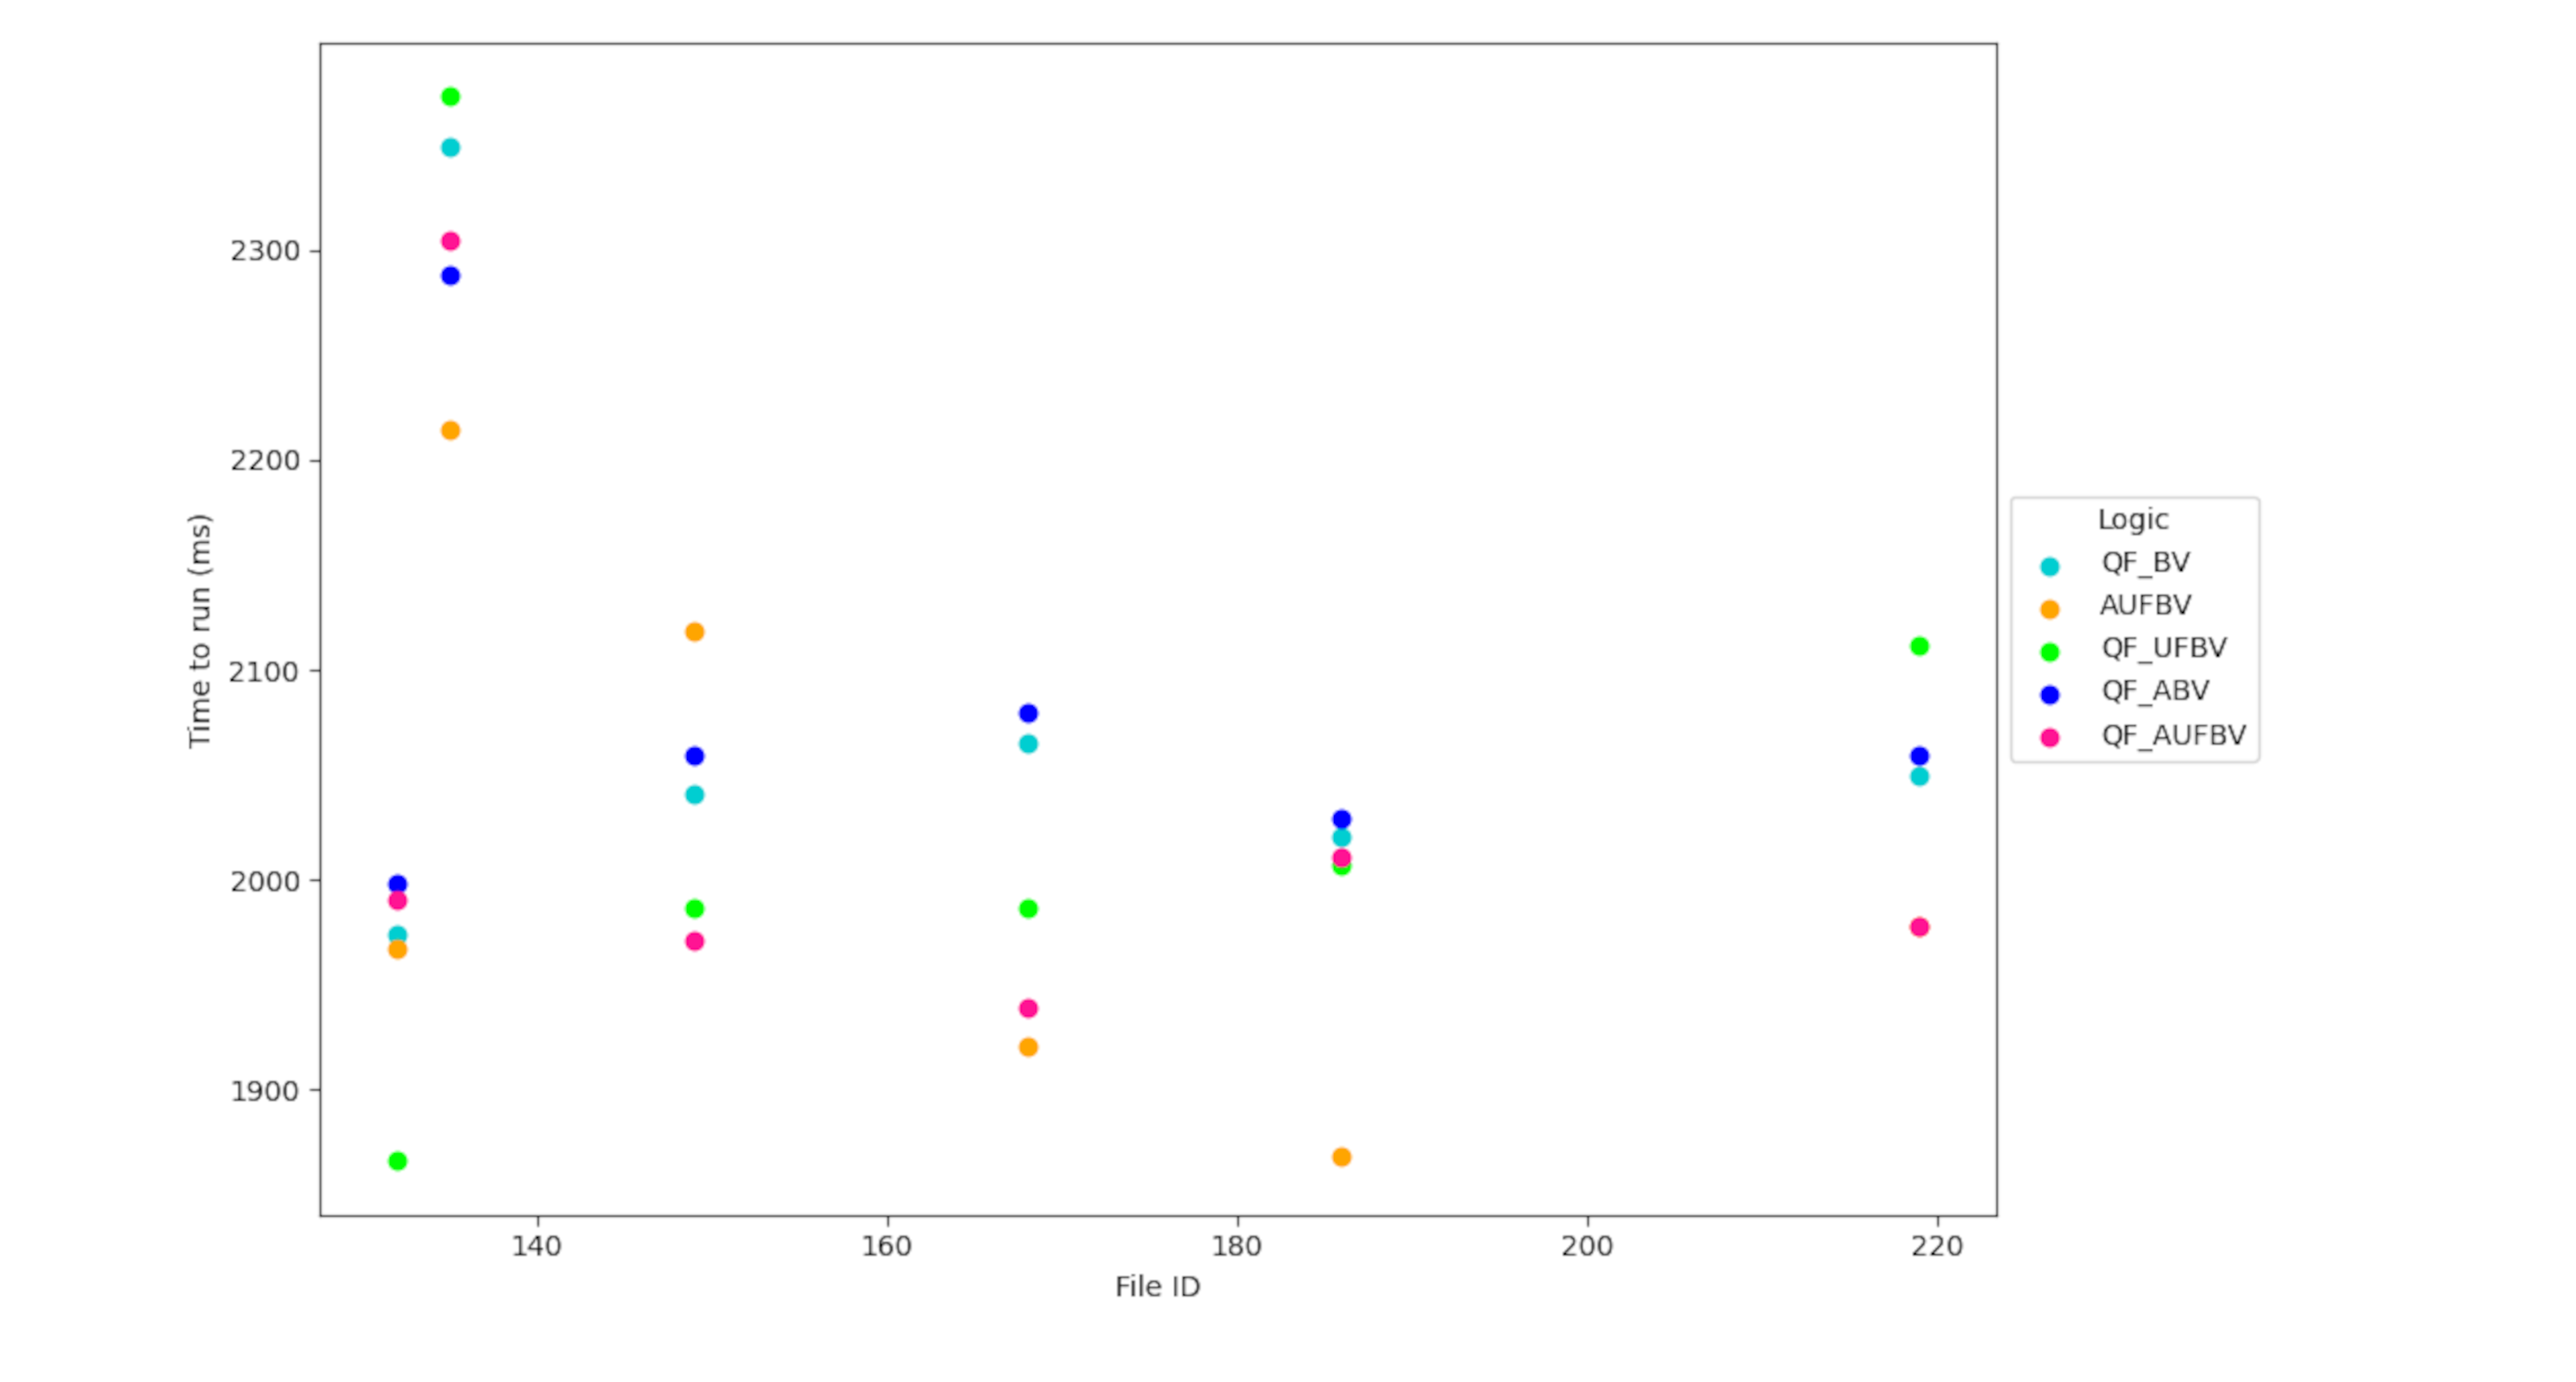 2300
2200
2100
2000
1900
Time to run (ms)
140 160 180 200 220
File ID
Logic
QF_BV
AUFBV
QF_UFBV
QF_ABV
QF_AUFBV